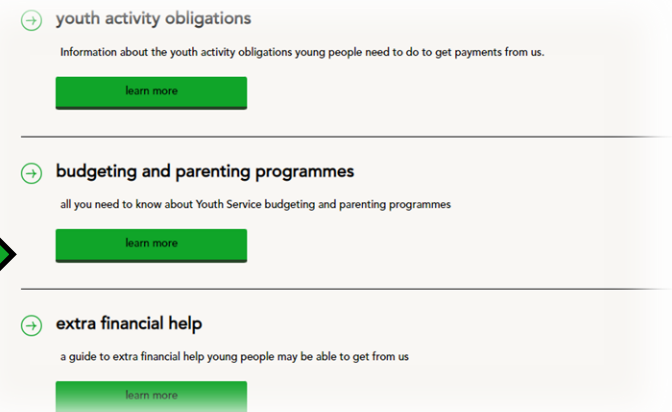 youth activity obligations
Information about the youth activity obligations young people need to do to get payments from us.
learn more
budgeting and parenting programmes
all you need to know about Youth Service budgeting and parenting programmes
learn more
extra financial help
a guide to extra financial help young people may be able to get from us
learn more